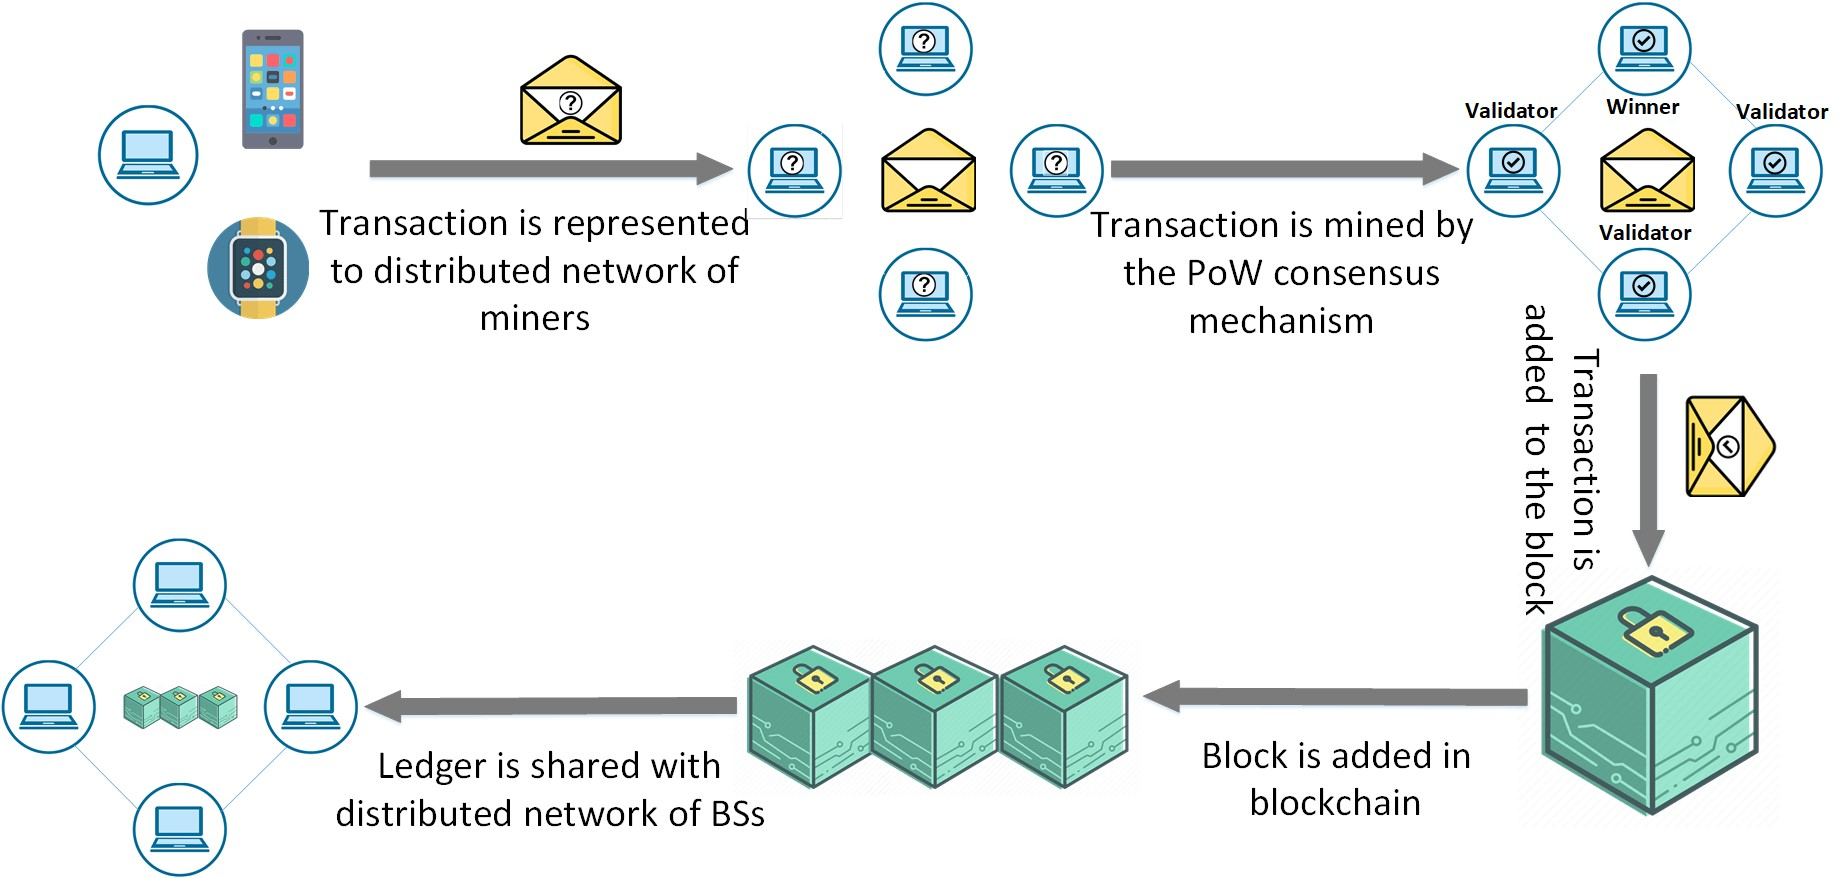 Transaction is represented
to distributed network of
miners
Transaction is mined by
the PoW consensus
mechanism
Validator
Winner
Validator
Validator
Transaction is
added to the block
Block is added in
blockchain
Ledger is shared with
distributed network of BSs